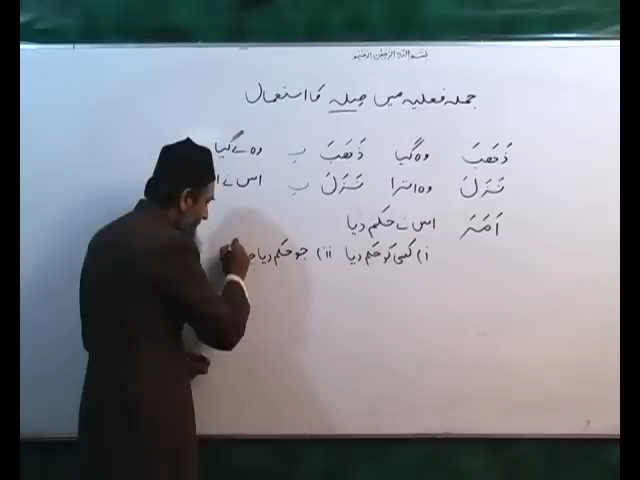 بسم اللہ الرحمن الرحیم
جملہ فعلیہ میں صِلہ کا استعمال
ذَهَبَ وہ گیا ذَهَبَ بِ وہ لے گیا
نَزَلَ وہ اترا نَزَلَ بِ اس نے
اَمَرَ اس نے حکم دیا
i) کسی کو حکم دیا ii) جو حکم دیا